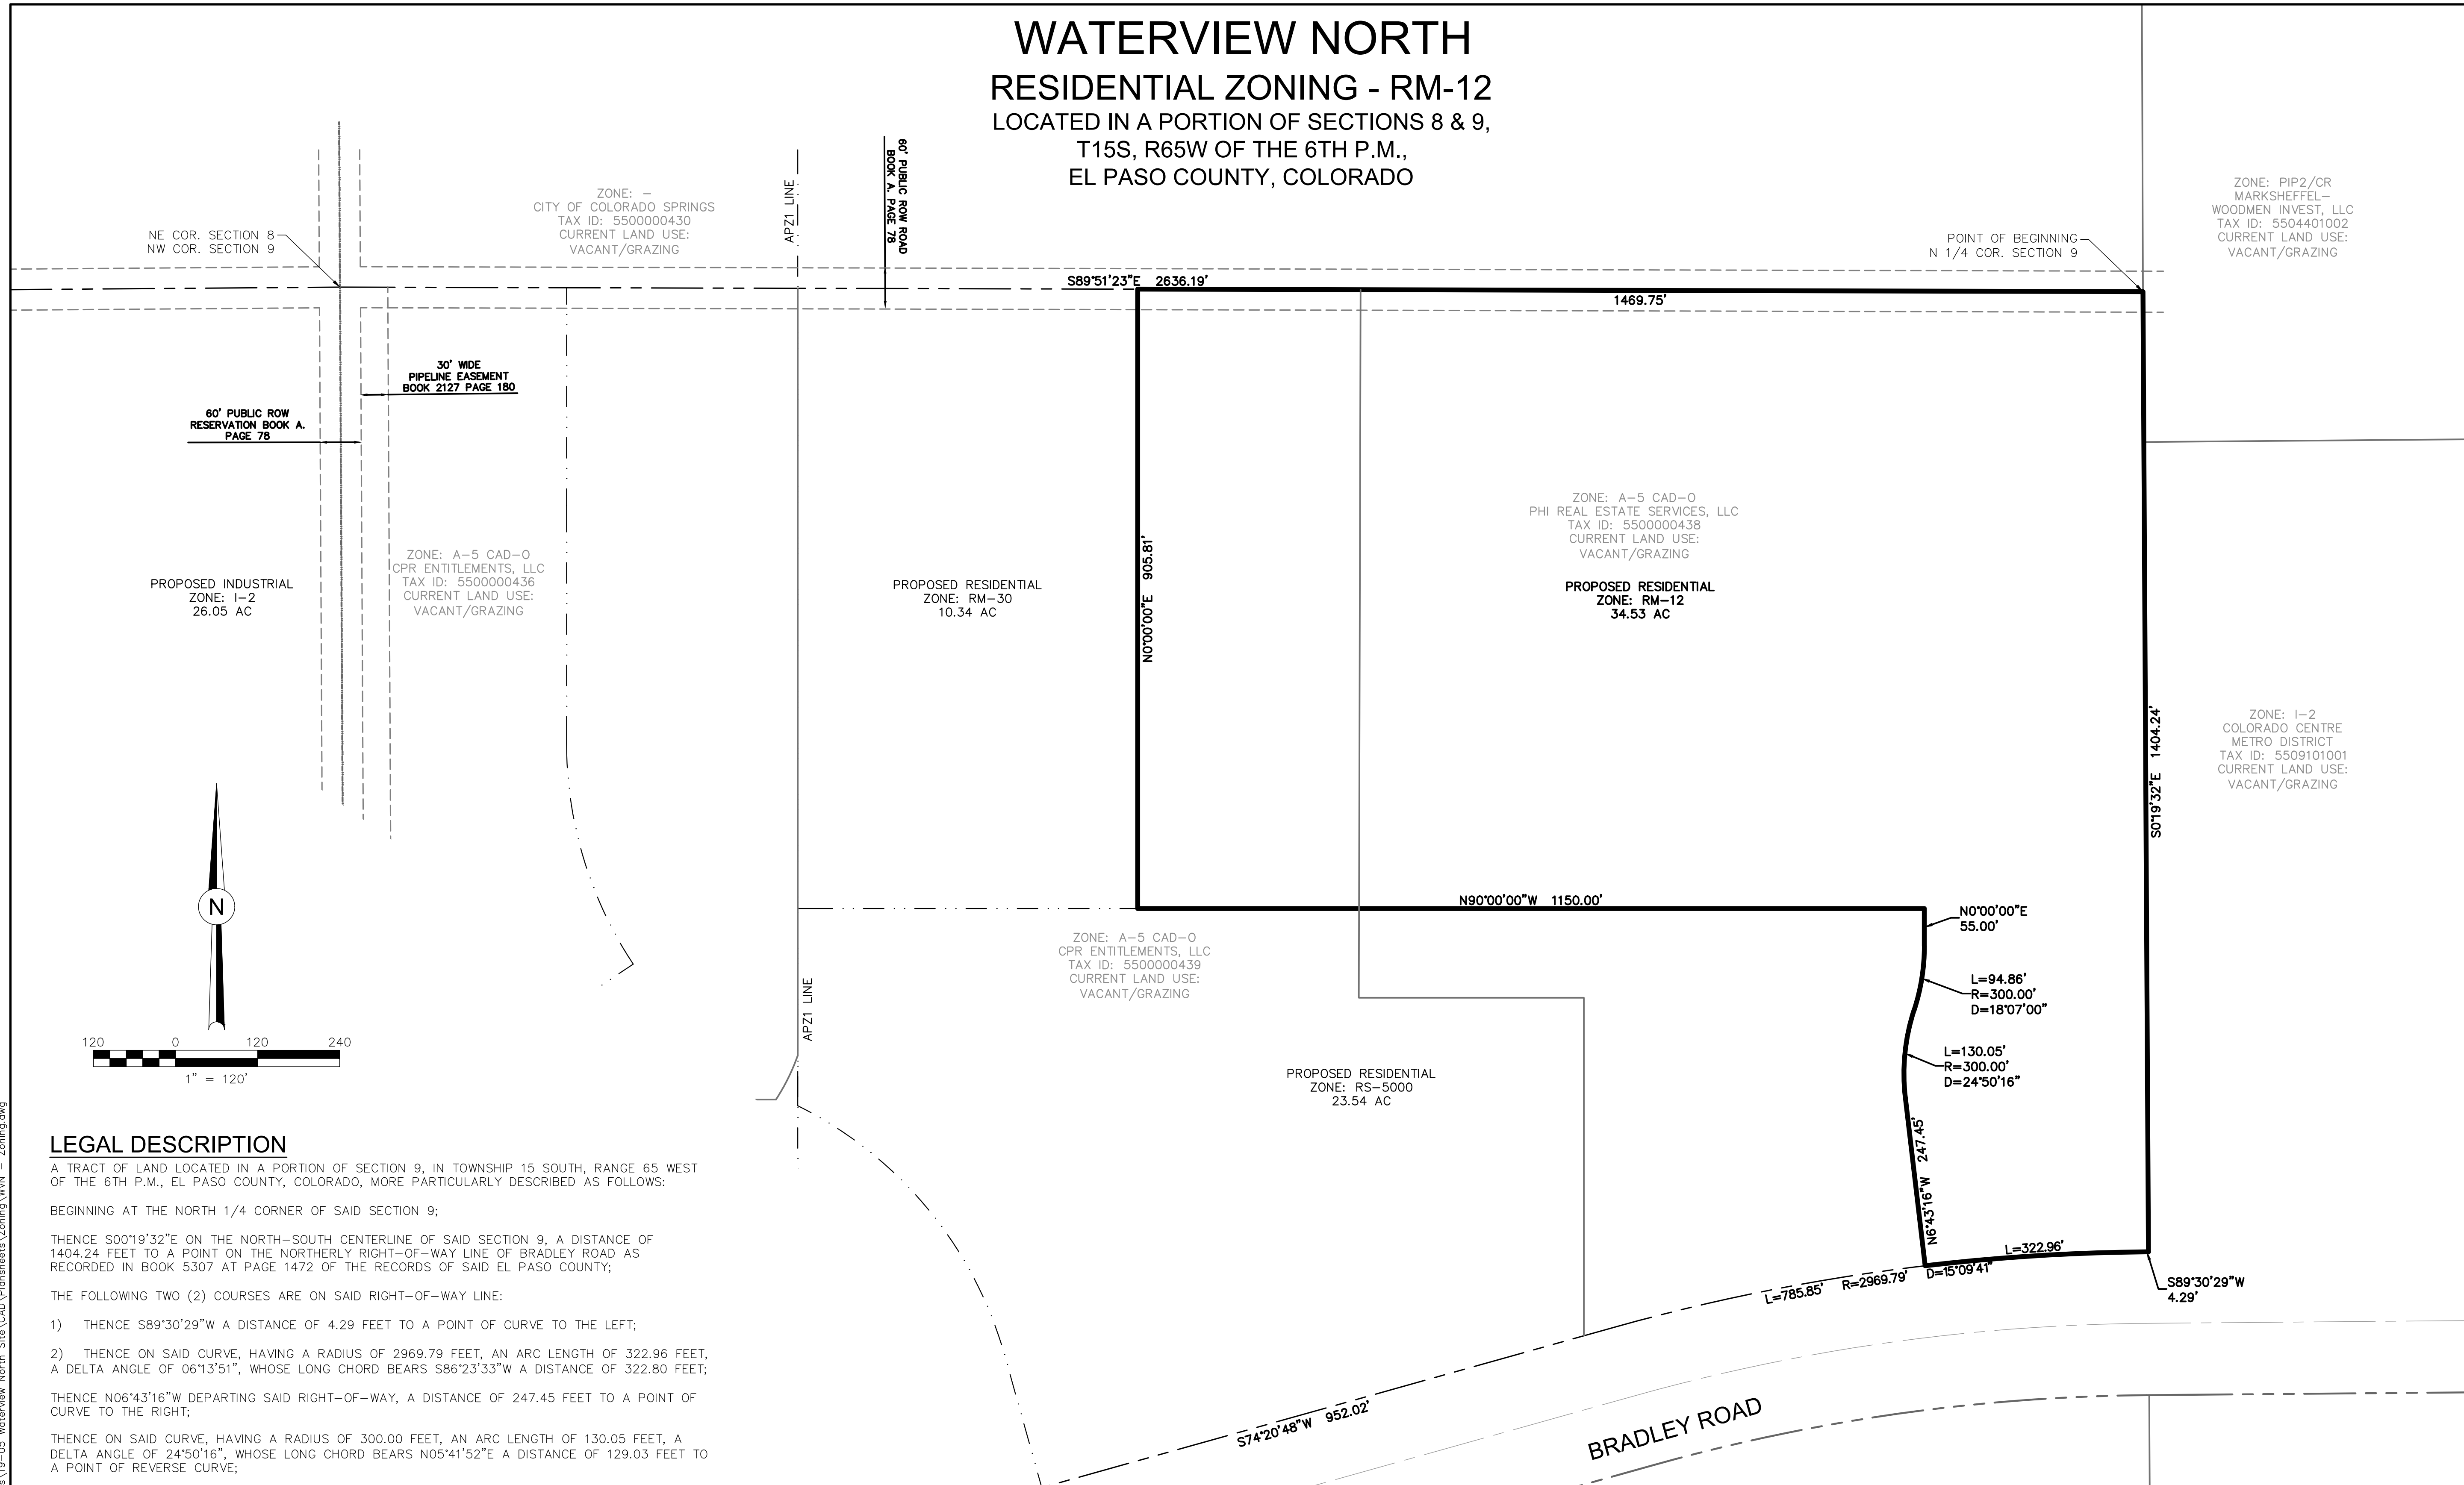 WATERVIEW NORTH
RESIDENTIAL ZONING - RM-12
LOCATED IN A PORTION OF SECTIONS 8 & 9,
T15S, R65W OF THE 6TH P.M.,
EL PASO COUNTY, COLORADO
NE COR. SECTION 8
NW COR. SECTION 9
ZONE: –
CITY OF COLORADO SPRINGS
TAX ID: 5500000430
CURRENT LAND USE:
VACANT/GRAZING
APZ1 LINE
60' PUBLIC ROW ROAD
BOOK A. PAGE 78
POINT OF BEGINNING
N 1/4 COR. SECTION 9
ZONE: PIP2/CR
MARKSHEFFEL–
WOODMEN INVEST, LLC
TAX ID: 5504401002
CURRENT LAND USE:
VACANT/GRAZING
S89°51'23"E 2636.19'
1469.75'
30' WIDE
PIPELINE EASEMENT
BOOK 2127 PAGE 180
60' PUBLIC ROW
RESERVATION BOOK A.
PAGE 78
ZONE: A–5 CAD–O
CPR ENTITLEMENTS, LLC
TAX ID: 5500000436
CURRENT LAND USE:
VACANT/GRAZING
PROPOSED INDUSTRIAL
ZONE: I–2
26.05 AC
PROPOSED RESIDENTIAL
ZONE: RM–30
10.34 AC
N0°00'00"E 905.81'
ZONE: A–5 CAD–O
PHI REAL ESTATE SERVICES, LLC
TAX ID: 5500000438
CURRENT LAND USE:
VACANT/GRAZING
PROPOSED RESIDENTIAL
ZONE: RM–12
34.53 AC
S0°19'32"E 1404.24'
ZONE: I–2
COLORADO CENTRE
METRO DISTRICT
TAX ID: 5509101001
CURRENT LAND USE:
VACANT/GRAZING
N
120 0 120 240
1" = 120'
N90°00'00"W 1150.00'
N0°00'00"E
55.00'
ZONE: A–5 CAD–O
CPR ENTITLEMENTS, LLC
TAX ID: 5500000439
CURRENT LAND USE:
VACANT/GRAZING
APZ1 LINE
L=94.86'
R=300.00'
D=18°07'00"
L=130.05'
R=300.00'
D=24°50'16"
PROPOSED RESIDENTIAL
ZONE: RS–5000
23.54 AC
N6°43'16"W 247.45'
L=322.96'
L=785.85' R=2969.79' D=15°09'41"
S89°30'29"W
4.29'
S74°20'48"W 952.02'
BRADLEY ROAD
LEGAL DESCRIPTION
A TRACT OF LAND LOCATED IN A PORTION OF SECTION 9, IN TOWNSHIP 15 SOUTH, RANGE 65 WEST
OF THE 6TH P.M., EL PASO COUNTY, COLORADO, MORE PARTICULARLY DESCRIBED AS FOLLOWS:
BEGINNING AT THE NORTH 1/4 CORNER OF SAID SECTION 9;
THENCE S00°19'32"E ON THE NORTH–SOUTH CENTERLINE OF SAID SECTION 9, A DISTANCE OF
1404.24 FEET TO A POINT ON THE NORTHERLY RIGHT–OF–WAY LINE OF BRADLEY ROAD AS
RECORDED IN BOOK 5307 AT PAGE 1472 OF THE RECORDS OF SAID EL PASO COUNTY;
THE FOLLOWING TWO (2) COURSES ARE ON SAID RIGHT–OF–WAY LINE:
1) THENCE S89°30'29"W A DISTANCE OF 4.29 FEET TO A POINT OF CURVE TO THE LEFT;
2) THENCE ON SAID CURVE, HAVING A RADIUS OF 2969.79 FEET, AN ARC LENGTH OF 322.96 FEET,
A DELTA ANGLE OF 06°13'51", WHOSE LONG CHORD BEARS S86°23'33"W A DISTANCE OF 322.80 FEET;
THENCE N06°43'16"W DEPARTING SAID RIGHT–OF–WAY, A DISTANCE OF 247.45 FEET TO A POINT OF
CURVE TO THE RIGHT;
THENCE ON SAID CURVE, HAVING A RADIUS OF 300.00 FEET, AN ARC LENGTH OF 130.05 FEET, A
DELTA ANGLE OF 24°50'16", WHOSE LONG CHORD BEARS N05°41'52"E A DISTANCE OF 129.03 FEET TO
A POINT OF REVERSE CURVE;
\19–05 Waterview North Site\CAD\Plansheets\Zoning\WVN – Zoning.dwg